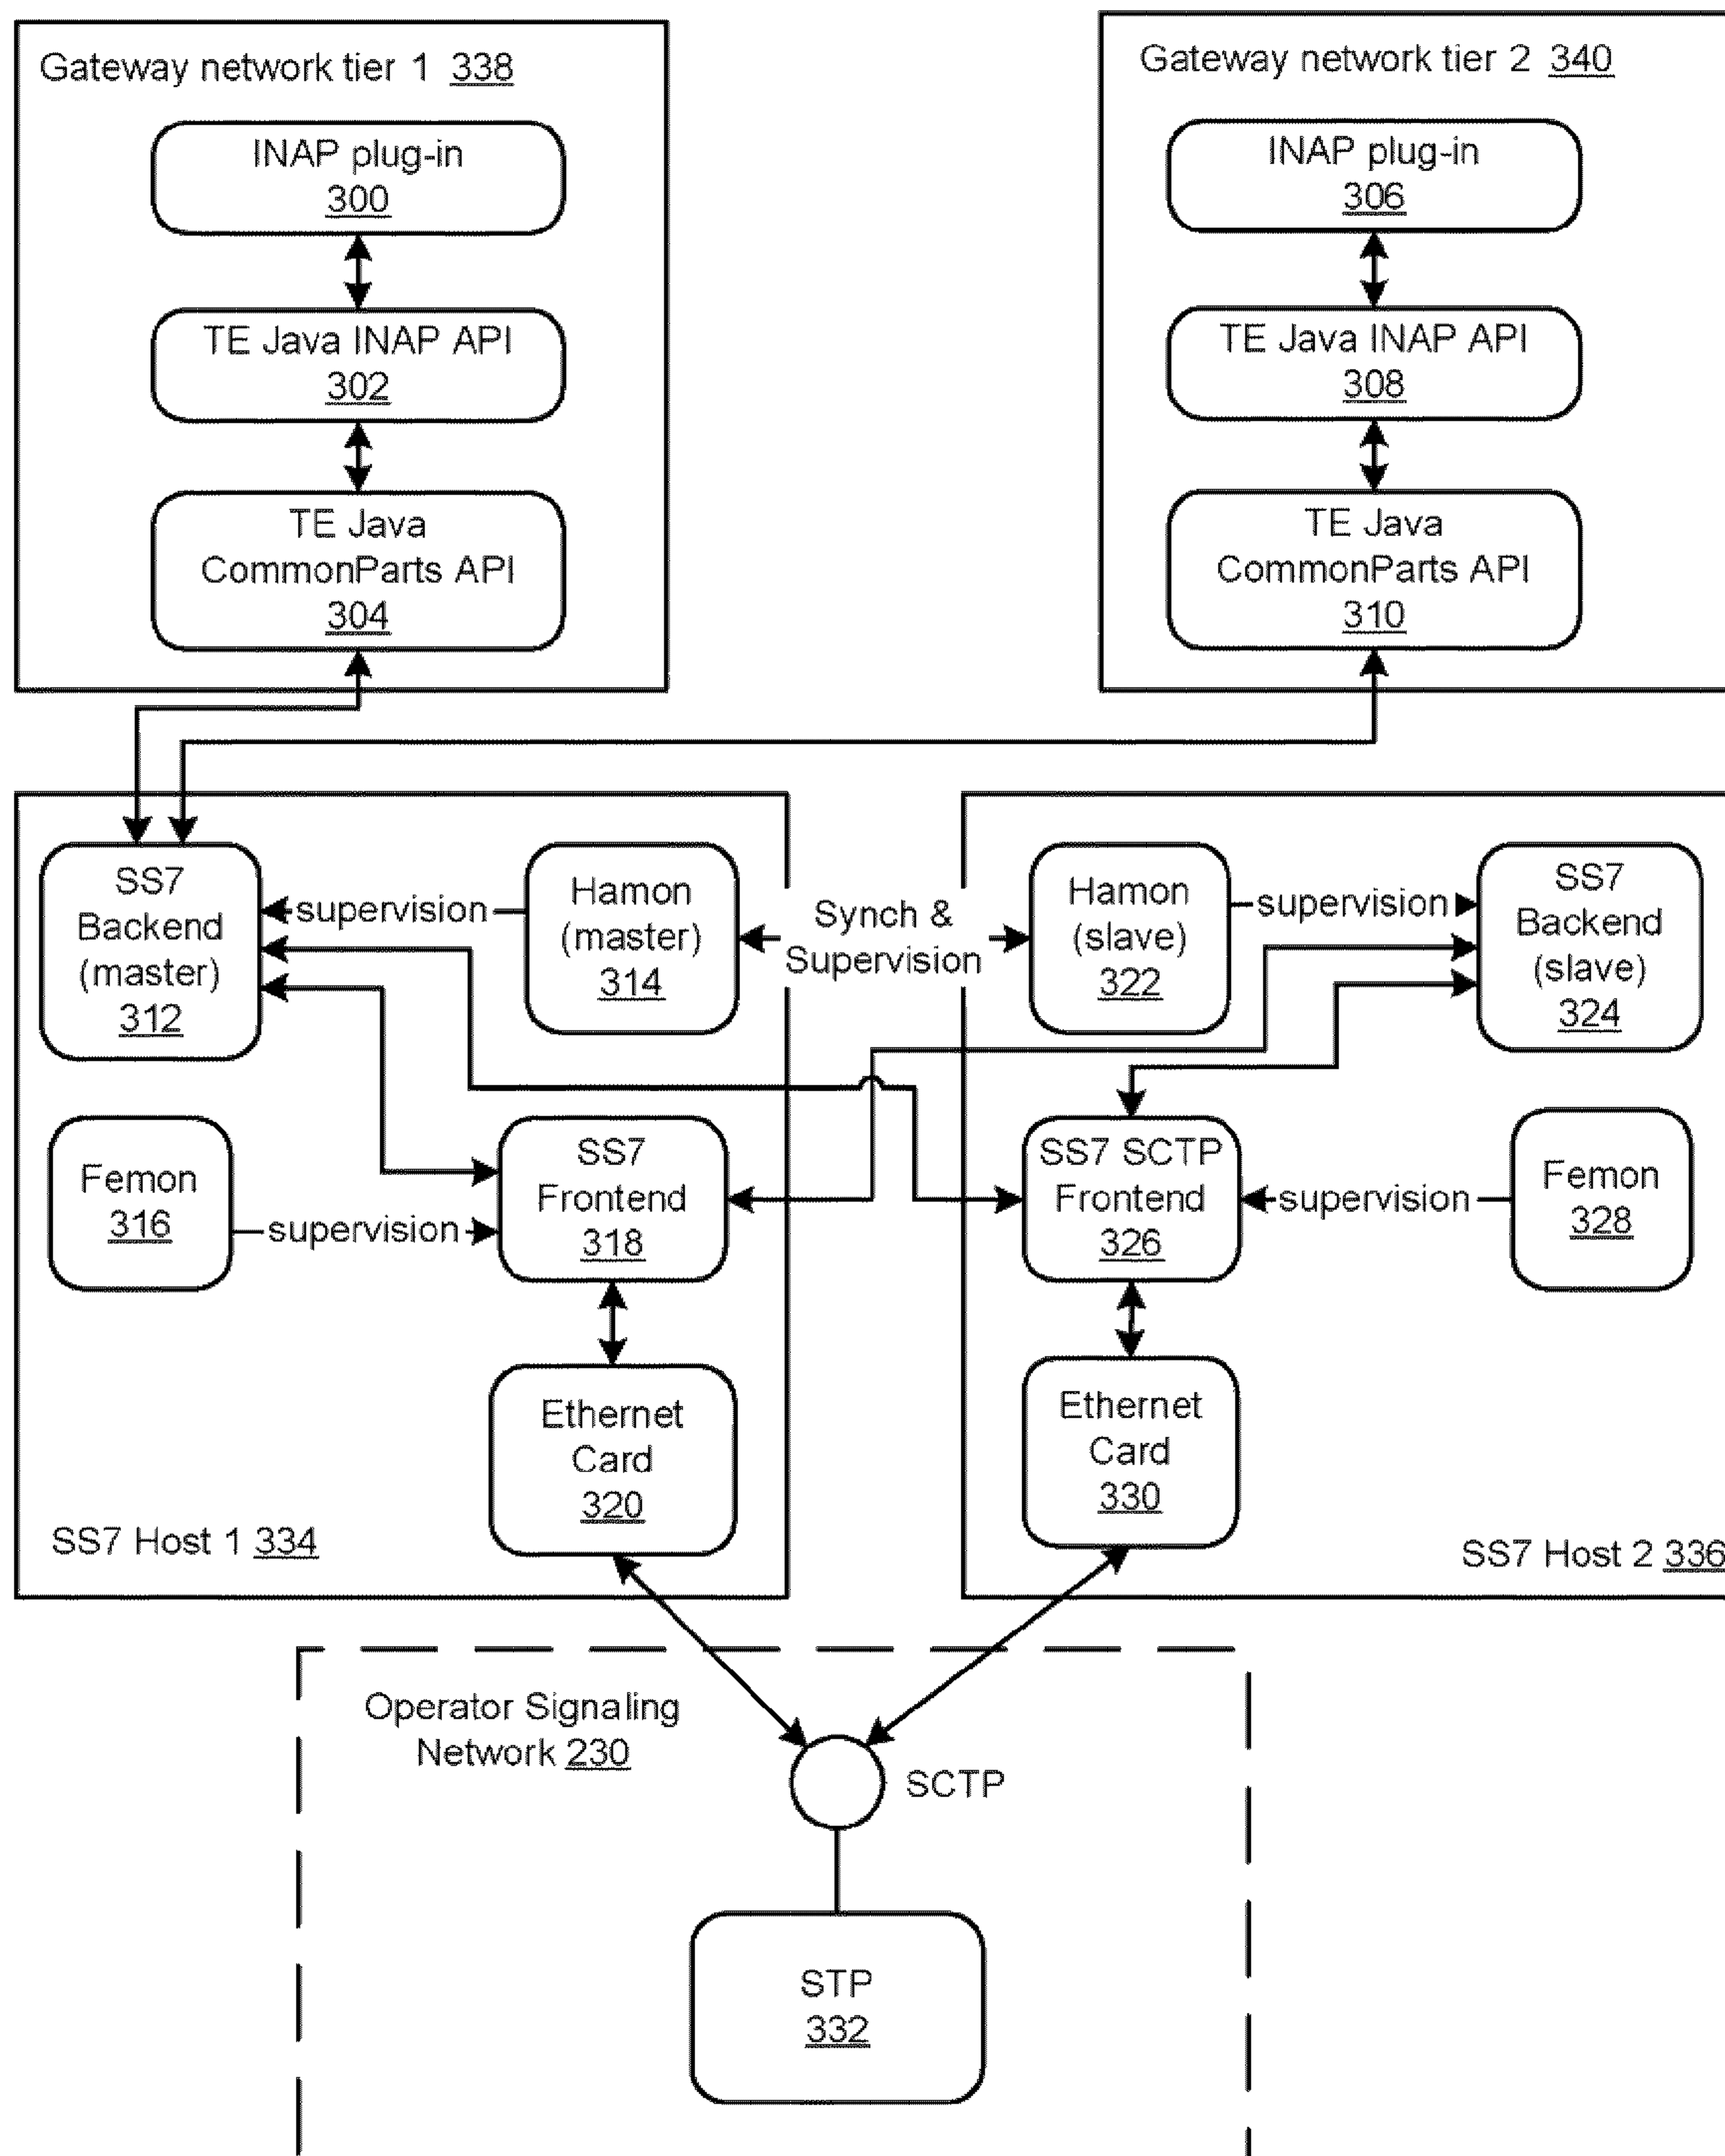 Gateway network tier 1 338
INAP plug-in
300
TE Java INAP API
302
TE Java
CommonParts API
304
Gateway network tier 2 340
INAP plug-in
306
TE Java INAP API
308
TE Java
CommonParts API
310
SS7
Backend
(master)
312
supervision
Hamon
(master)
314
Synch &
Supervision
Hamon
(slave)
322
supervision
SS7
Backend
(slave)
324
Femon
316
supervision
SS7
Frontend
318
SS7 SCTP
Frontend
326
supervision
Femon
328
Ethernet
Card
320
Ethernet
Card
330
SS7 Host 1 334
SS7 Host 2 336
Operator Signaling
Network 230
SCTP
STP
332